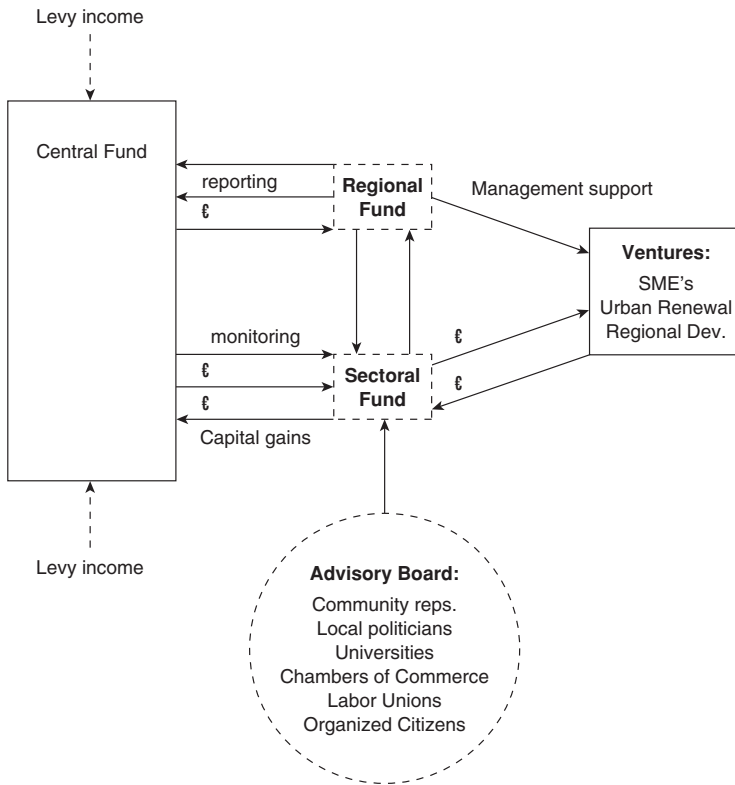 Levy income
Central Fund
reporting
€
Regional
Fund
Management support
Ventures:
SME's
Urban Renewal
Regional Dev.
monitoring
€
€
Capital gains
Sectoral
Fund
€
€
Levy income
Advisory Board:
Community reps.
Local politicians
Universities
Chambers of Commerce
Labor Unions
Organized Citizens